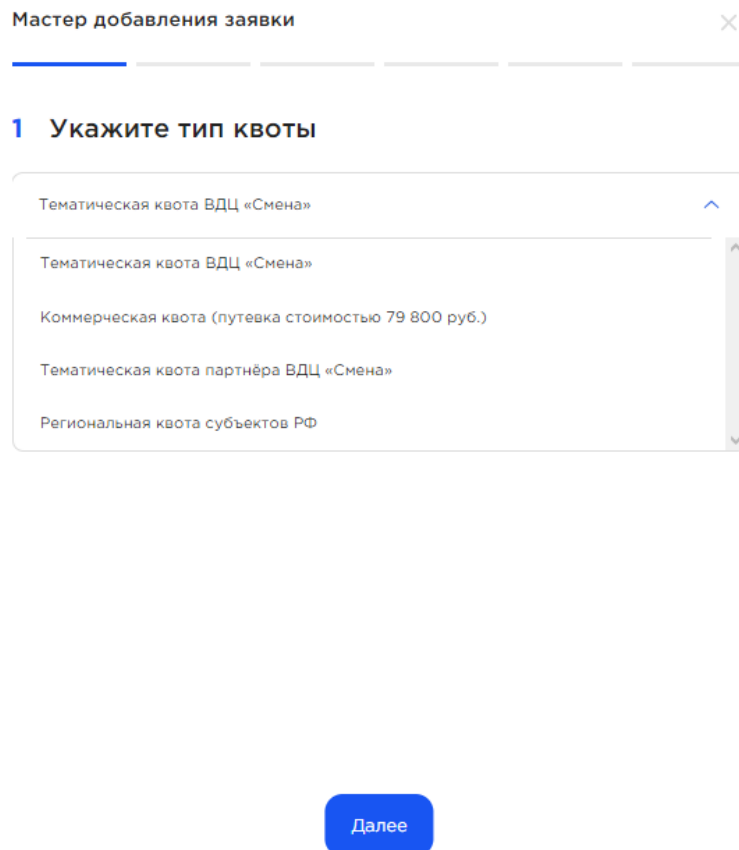 Мастер добавления заявки
1 Укажите тип квоты
Тематическая квота ВДЦ «Смена»
Тематическая квота ВДЦ «Смена»
Коммерческая квота (путевка стоимостью 79 800 руб.)
Тематическая квота партнёра ВДЦ «Смена»
Региональная квота субъектов РФ
Далее